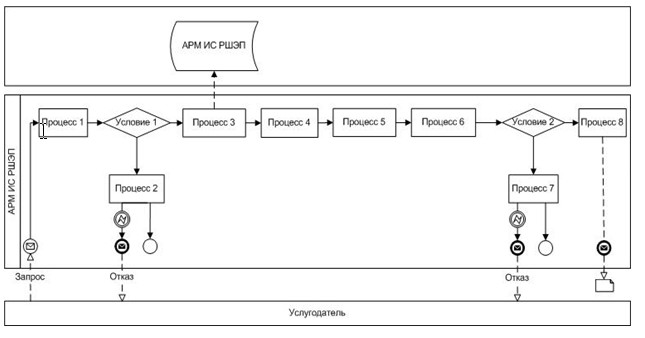 АРМ ИС РШЭП
АРМ ИС РШЭП
Процесс 1
Условие 1
Процесс 3
Процесс 4
Процесс 5
Процесс 6
Условие 2
Процесс 8
Процесс 2
Процесс 7
Запрос
Отказ
Отказ
Услугодатель